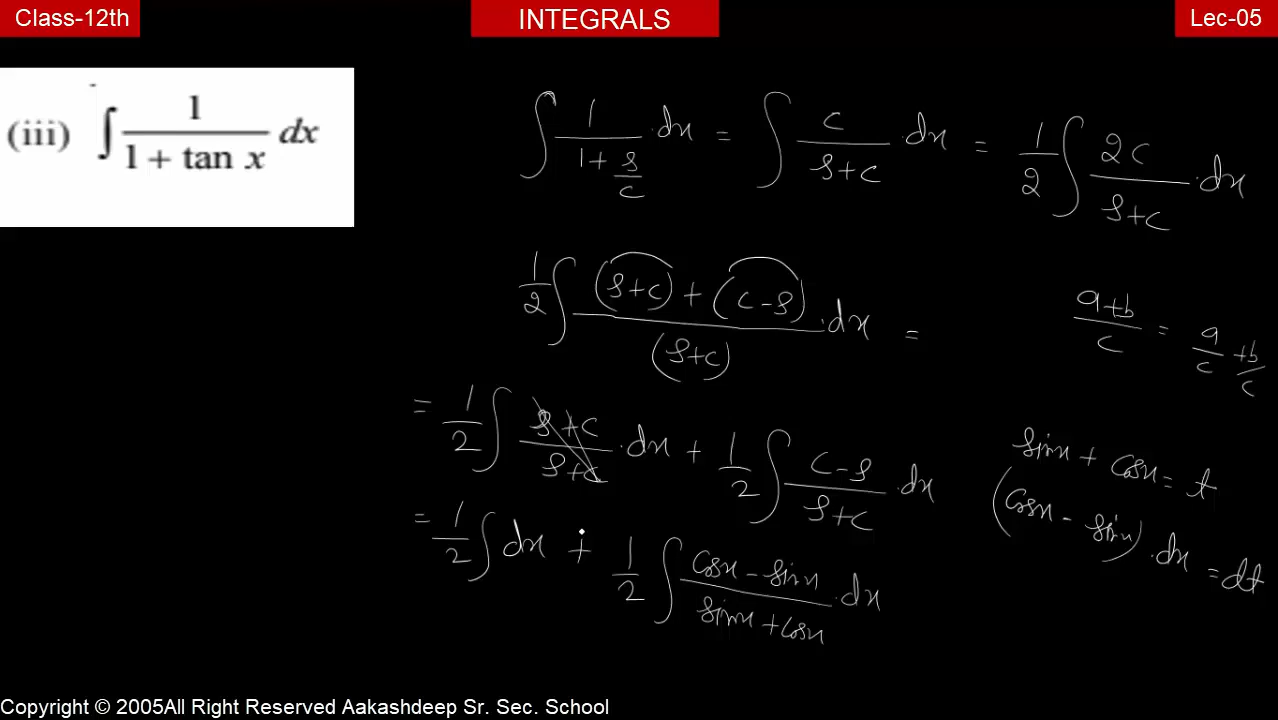 Class-12th
INTEGRALS
Lec-05
(iii) ∫ 1/(1 + tan x) dx
∫ 1/(1 + s/c) · dx = ∫ c/(s+c) · dx = 1/2 ∫ 2c/(s+c) · dx
1/2 ∫ ((s+c) + (c-s))/(s+c) · dx =
(a+b)/c = a/c + b/c
= 1/2 ∫ (s+c)/(s+c) · dx + 1/2 ∫ (c-s)/(s+c) · dx
sinx + cosx = t
(cosx - sinx) · dx = dt
= 1/2 ∫ dx + 1/2 ∫ (cosx - sinx)/(sinx + cosx) · dx
Copyright © 2005All Right Reserved Aakashdeep Sr. Sec. School